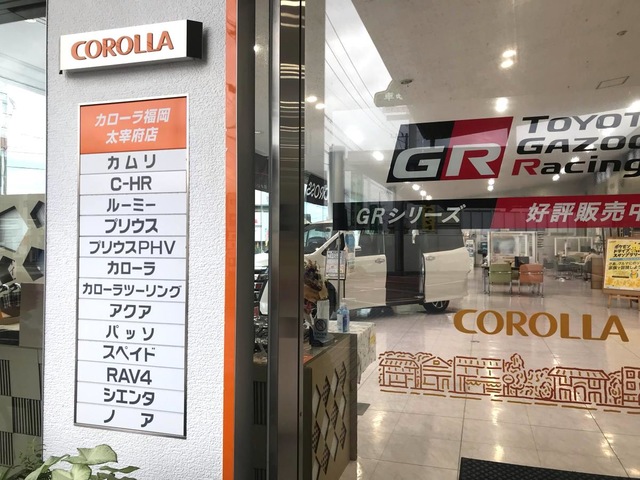 COROLLA
カローラ福岡
太宰府店
カムリ
C-HR
ルーミー
プリウス
プリウスPHV
カローラ
カローラツーリング
アクア
パッソ
スペイド
RAV4
シエンタ
ノア
GR
TOYOT
GAZOO
Racing
GRシリーズ
好評販売中
COROLLA